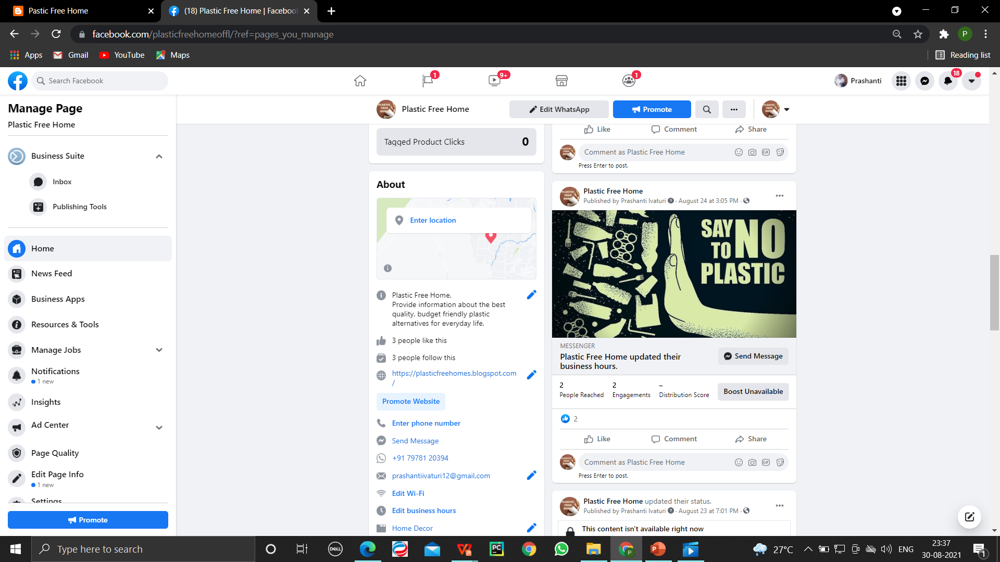 Pastic Free Home
(18) Plastic Free Home | Facebook
facebook.com/plasticfreehomeoffl/?ref=pages_you_manage
P
Apps
Gmail
YouTube
Maps
Reading list
Search Facebook
1
9+
1
Prashanti
18
Manage Page
Plastic Free Home
Business Suite
Inbox
Publishing Tools
Home
News Feed
Business Apps
Resources & Tools
Manage Jobs
Notifications
1 new
Insights
Ad Center
Page Quality
Edit Page Info
1 new
Settings
Promote
Plastic Free Home
Edit WhatsApp
Promote
Tagged Product Clicks
0
About
Enter location
Plastic Free Home.
Provide information about the best
quality, budget friendly plastic
alternatives for everyday life.
3 people like this
3 people follow this
https://plasticfreehomes.blogspot.com
/
Promote Website
Enter phone number
Send Message
+91 79781 20394
prashantiivaturi12@gmail.com
Edit Wi-Fi
Edit business hours
Home Decor
Like
Comment
Share
Comment as Plastic Free Home
GIF
Press Enter to post.
Plastic Free Home
Published by Prashanti Ivaturi ? · August 24 at 3:05 PM ·
SAY NO
TO
PLASTIC
MESSENGER
Plastic Free Home updated their
business hours.
Send Message
2
People Reached
2
Engagements
–
Distribution Score
Boost Unavailable
2
Like
Comment
Share
Comment as Plastic Free Home
GIF
Press Enter to post.
Plastic Free Home updated their status.
Published by Prashanti Ivaturi ? · August 23 at 7:01 PM ·
This content isn't available right now
Type here to search
DELL
PC
P
27°C
ENG
23:37
30-08-2021
1